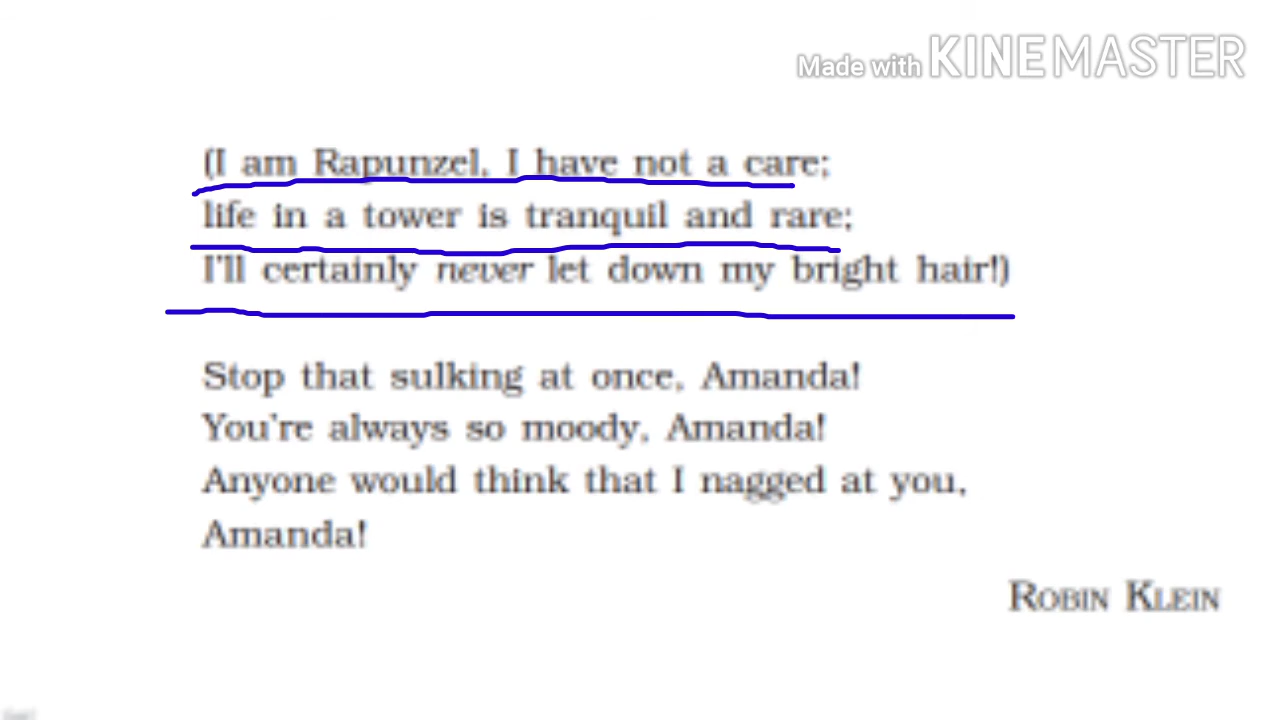 Made with KINEMASTER
(I am Rapunzel, I have not a care;
life in a tower is tranquil and rare;
I'll certainly never let down my bright hair!)
Stop that sulking at once, Amanda!
You're always so moody, Amanda!
Anyone would think that I nagged at you,
Amanda!
ROBIN KLEIN